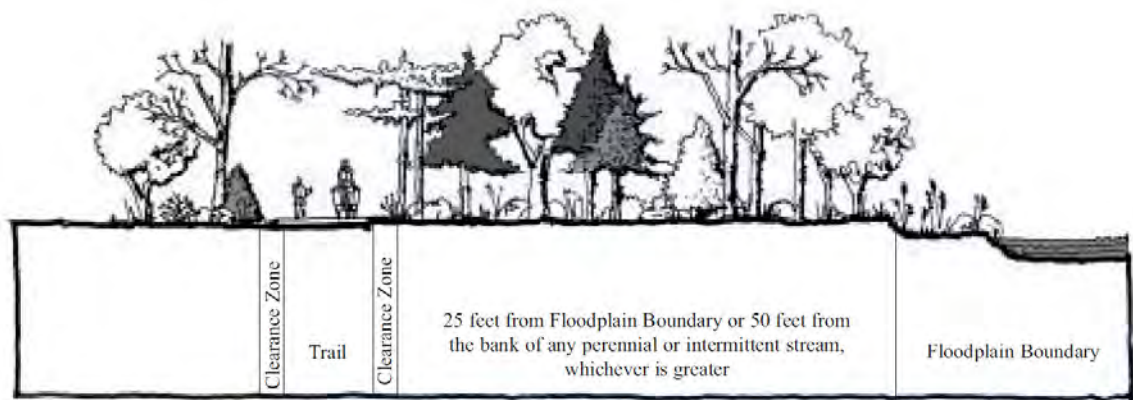 Clearance Zone
Trail
Clearance Zone
25 feet from Floodplain Boundary or 50 feet from
the bank of any perennial or intermittent stream,
whichever is greater
Floodplain Boundary